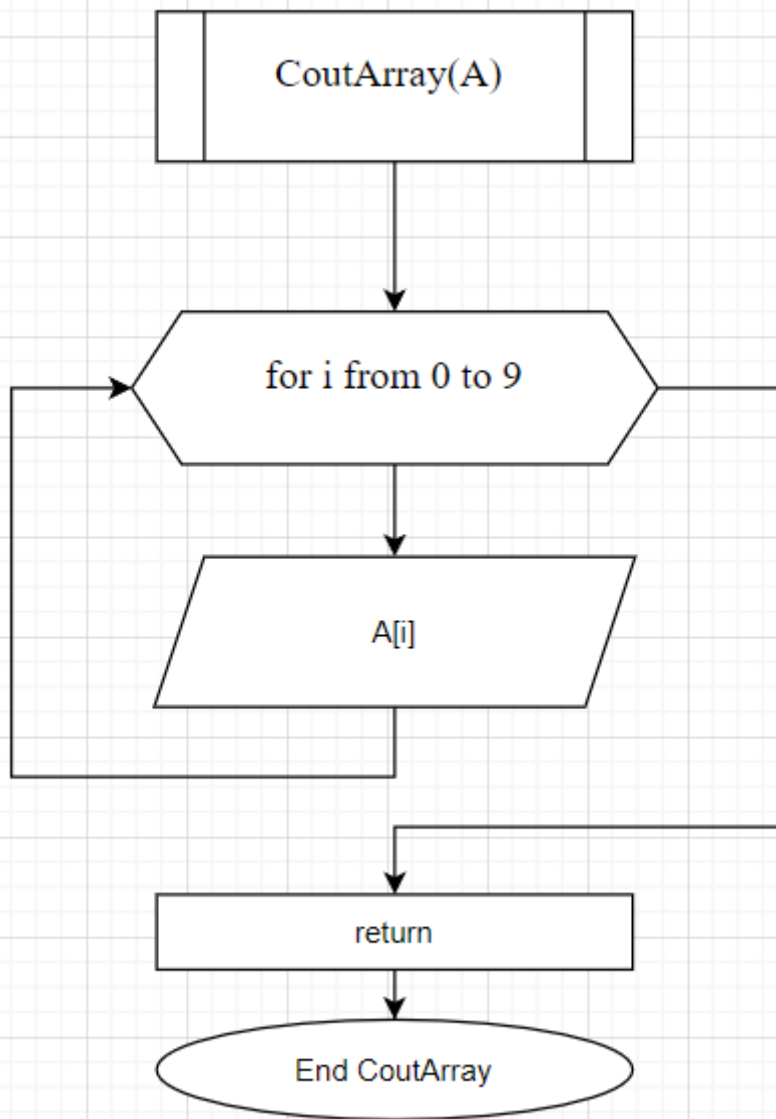 CoutArray(A)
for i from 0 to 9
A[i]
return
End CoutArray